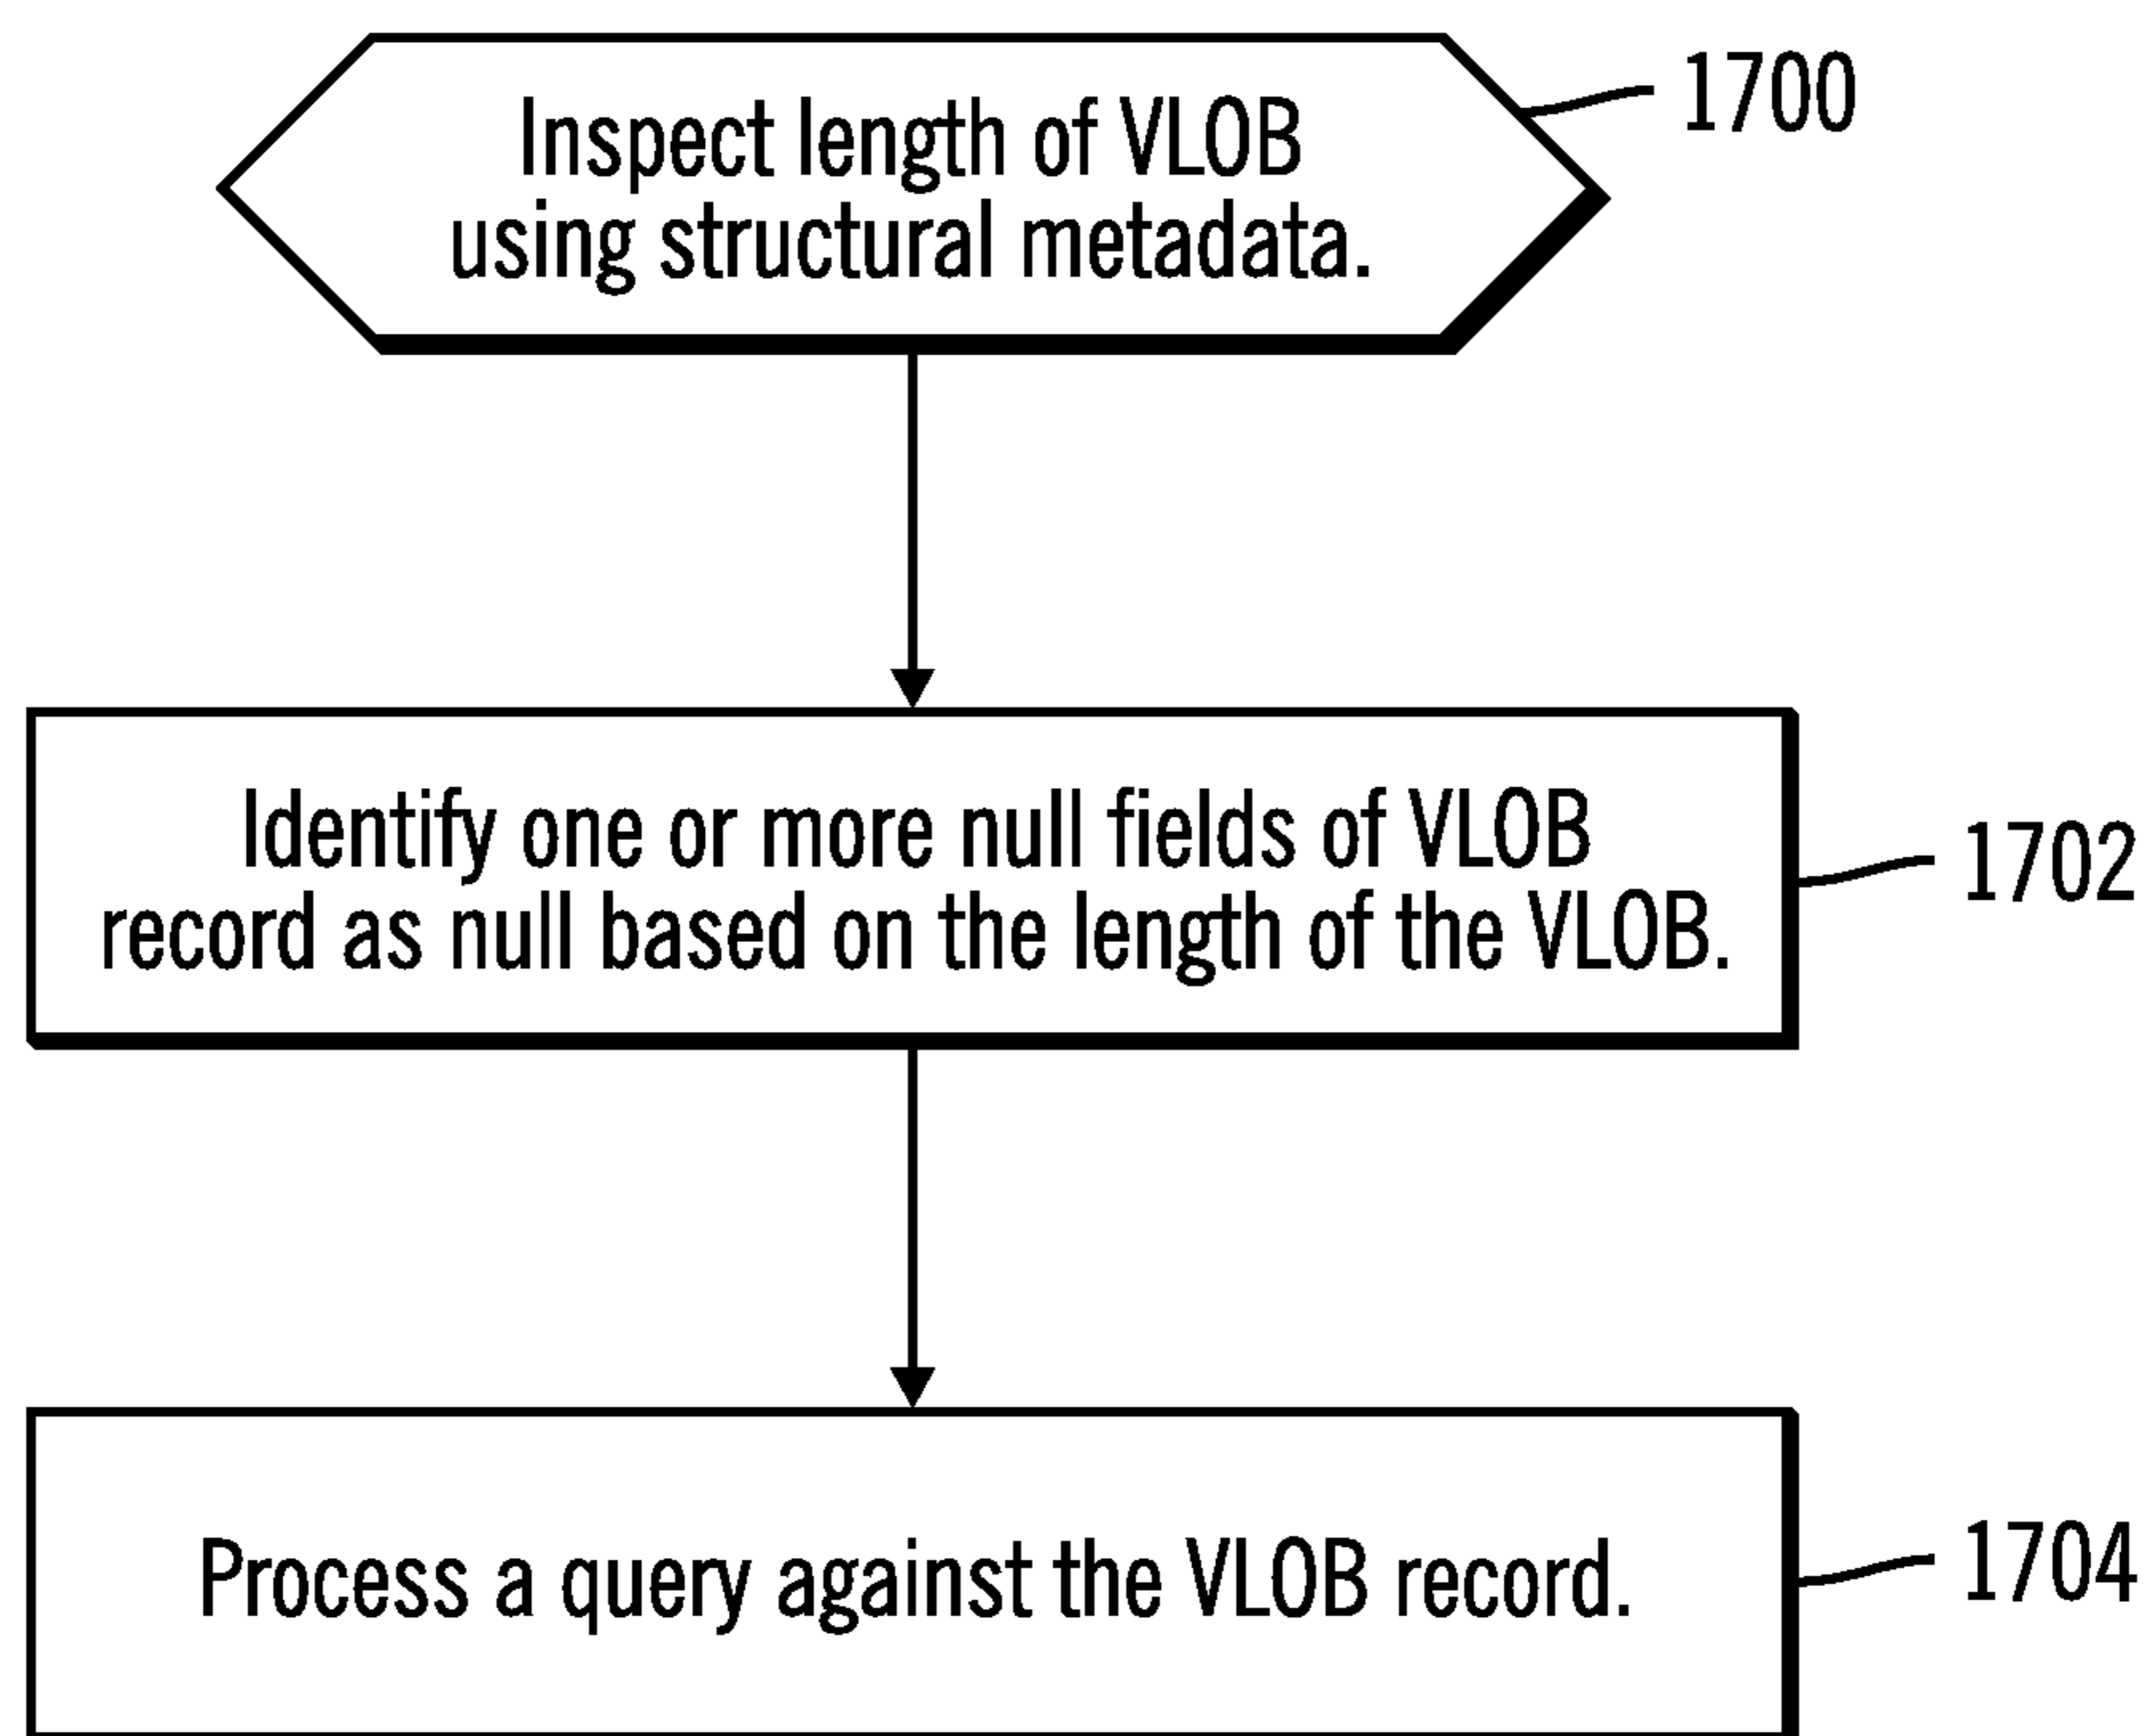 Inspect length of VLOB
using structural metadata.
1700
Identify one or more null fields of VLOB
record as null based on the length of the VLOB.
1702
Process a query against the VLOB record.
1704